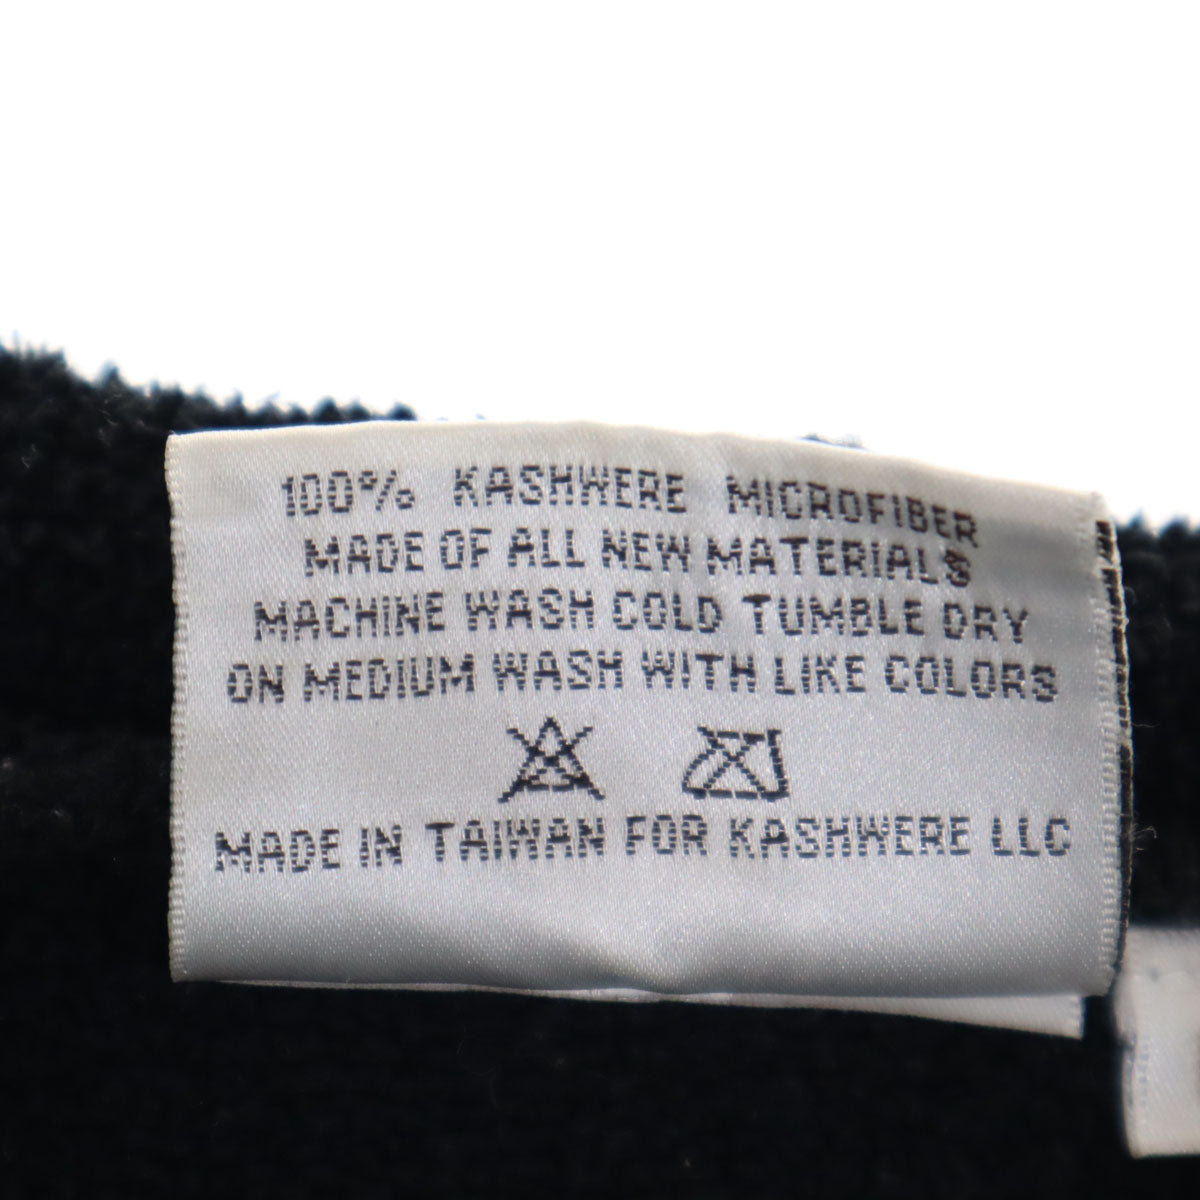 100% KASHWERE MICROFIBER
MADE OF ALL NEW MATERIALS
MACHINE WASH COLD TUMBLE DRY
ON MEDIUM WASH WITH LIKE COLORS
MADE IN TAIWAN FOR KASHWERE LLC